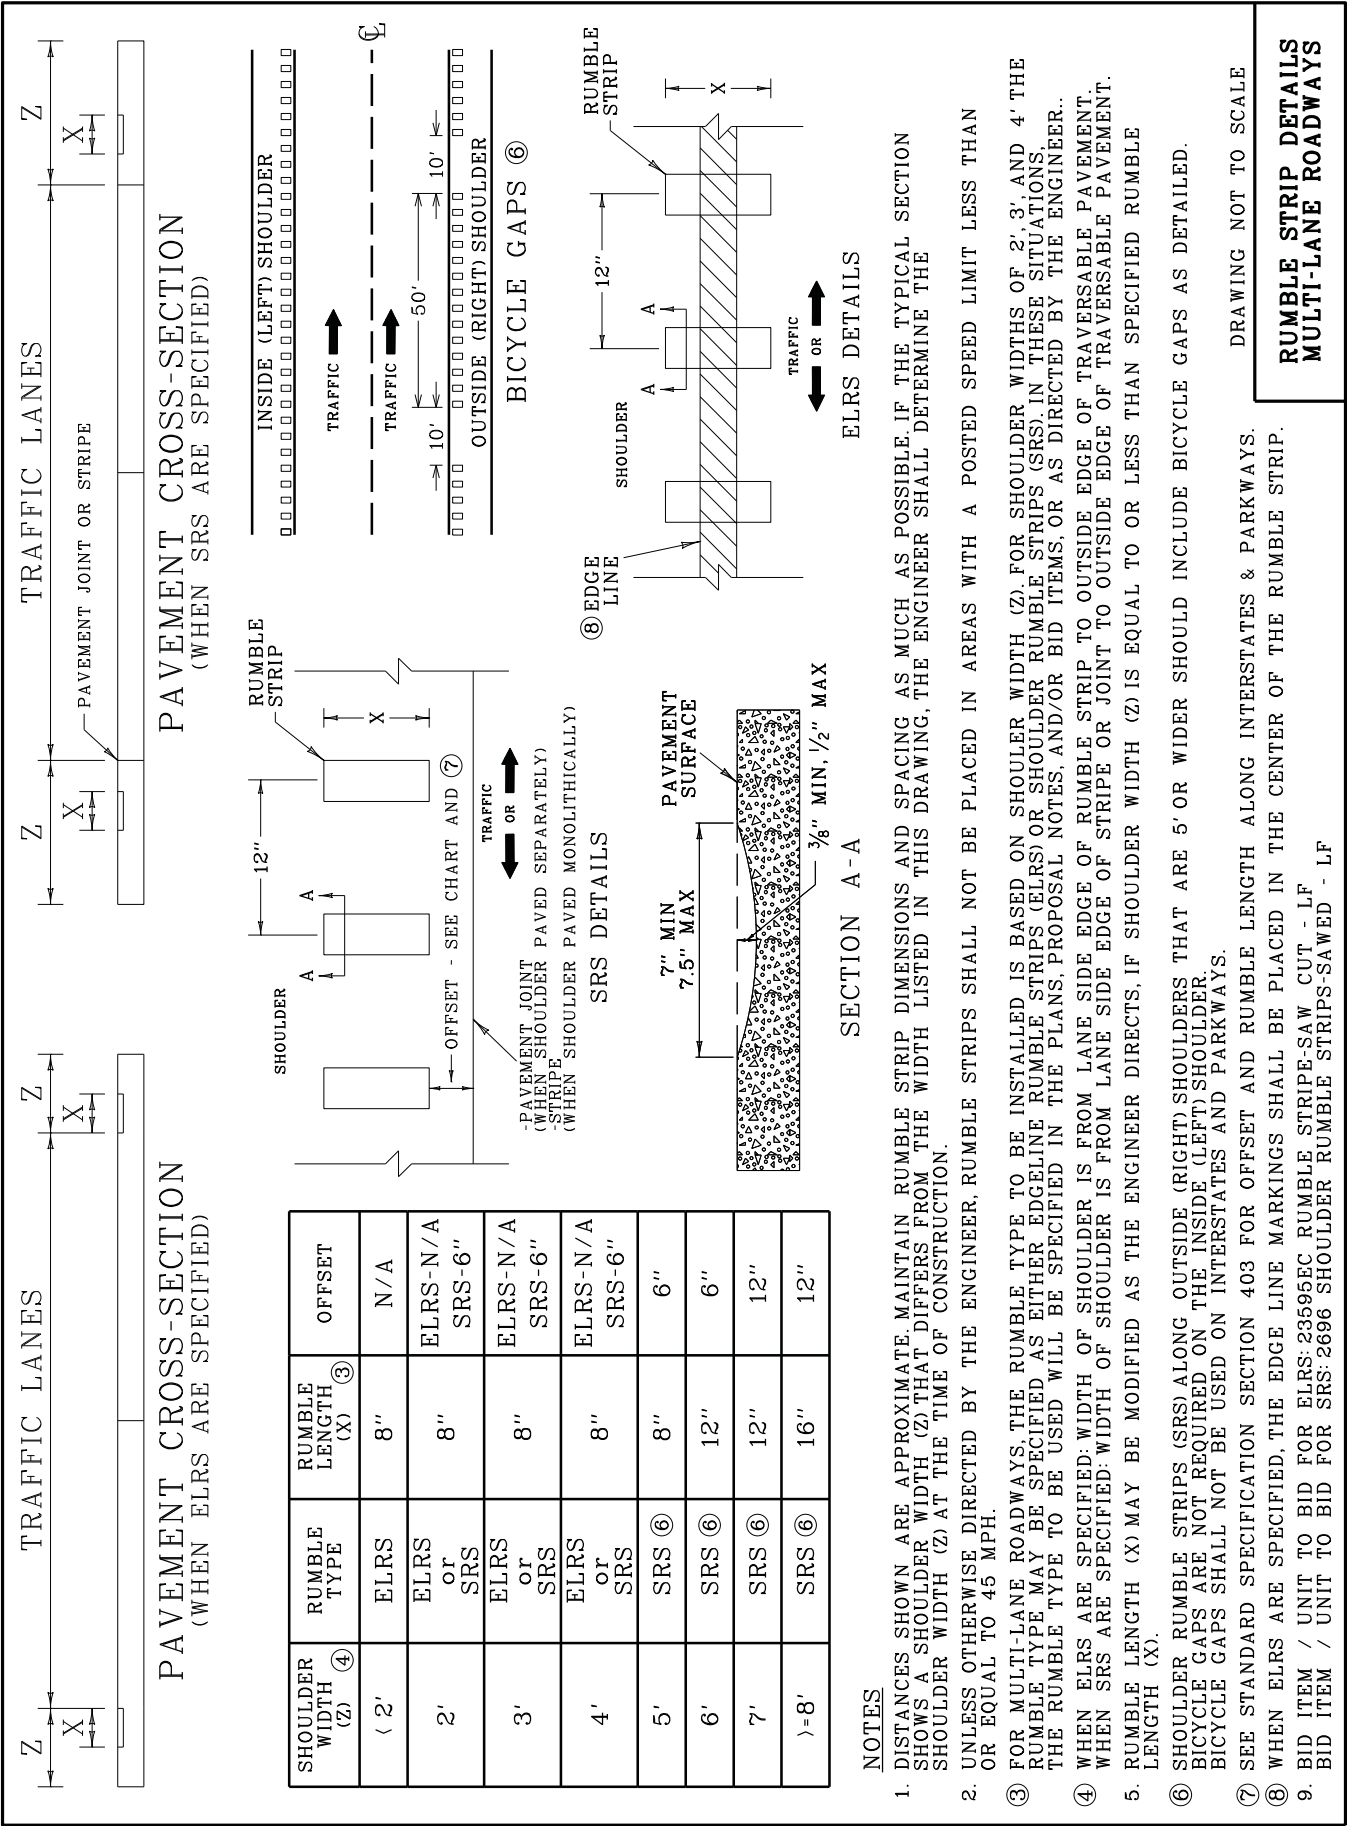 Z
TRAFFIC LANES
Z
X
X
PAVEMENT CROSS-SECTION
(WHEN ELRS ARE SPECIFIED)
Z
TRAFFIC LANES
Z
X
PAVEMENT JOINT OR STRIPE
X
PAVEMENT CROSS-SECTION
(WHEN SRS ARE SPECIFIED)
SHOULDER WIDTH (Z) ④ RUMBLE TYPE RUMBLE LENGTH (X) ③ OFFSET
< 2' ELRS 8" N/A
2' ELRS or SRS 8" ELRS-N/A SRS-6"
3' ELRS or SRS 8" ELRS-N/A SRS-6"
4' ELRS or SRS 8" ELRS-N/A SRS-6"
5' SRS ⑥ 8" 6"
6' SRS ⑥ 12" 6"
7' SRS ⑥ 12" 12"
>=8' SRS ⑥ 16" 12"
SHOULDER
A
A
12"
RUMBLE
STRIP
X
OFFSET - SEE CHART AND ⑦
TRAFFIC
OR
-PAVEMENT JOINT
(WHEN SHOULDER PAVED SEPARATELY)
-STRIPE
(WHEN SHOULDER PAVED MONOLITHICALLY)
SRS DETAILS
7" MIN
7.5" MAX
PAVEMENT
SURFACE
3/8" MIN, 1/2" MAX
SECTION A-A
INSIDE (LEFT) SHOULDER
TRAFFIC
CL
TRAFFIC
10'
50'
10'
OUTSIDE (RIGHT) SHOULDER
BICYCLE GAPS ⑥
⑧ EDGE
LINE
SHOULDER
A
A
12"
RUMBLE
STRIP
X
TRAFFIC
OR
ELRS DETAILS
NOTES
1. DISTANCES SHOWN ARE APPROXIMATE. MAINTAIN RUMBLE STRIP DIMENSIONS AND SPACING AS MUCH AS POSSIBLE. IF THE TYPICAL SECTION
SHOWS A SHOULDER WIDTH (Z) THAT DIFFERS FROM THE WIDTH LISTED IN THIS DRAWING, THE ENGINEER SHALL DETERMINE THE
SHOULDER WIDTH (Z) AT THE TIME OF CONSTRUCTION.
2. UNLESS OTHERWISE DIRECTED BY THE ENGINEER, RUMBLE STRIPS SHALL NOT BE PLACED IN AREAS WITH A POSTED SPEED LIMIT LESS THAN
OR EQUAL TO 45 MPH.
③ FOR MULTI-LANE ROADWAYS, THE RUMBLE TYPE TO BE INSTALLED IS BASED ON SHOULER WIDTH (Z). FOR SHOULDER WIDTHS OF 2', 3', AND 4' THE
RUMBLE TYPE MAY BE SPECIFIED AS EITHER EDGELINE RUMBLE STRIPS (ELRS) OR SHOULDER RUMBLE STRIPS (SRS). IN THESE SITUATIONS,
THE RUMBLE TYPE TO BE USED WILL BE SPECIFIED IN THE PLANS, PROPOSAL NOTES, AND/OR BID ITEMS, OR AS DIRECTED BY THE ENGINEER..
④ WHEN ELRS ARE SPECIFIED: WIDTH OF SHOULDER IS FROM LANE SIDE EDGE OF RUMBLE STRIP TO OUTSIDE EDGE OF TRAVERSABLE PAVEMENT.
WHEN SRS ARE SPECIFIED: WIDTH OF SHOULDER IS FROM LANE SIDE EDGE OF STRIPE OR JOINT TO OUTSIDE EDGE OF TRAVERSABLE PAVEMENT.
5. RUMBLE LENGTH (X) MAY BE MODIFIED AS THE ENGINEER DIRECTS, IF SHOULDER WIDTH (Z) IS EQUAL TO OR LESS THAN SPECIFIED RUMBLE
LENGTH (X).
⑥ SHOULDER RUMBLE STRIPS (SRS) ALONG OUTSIDE (RIGHT) SHOULDERS THAT ARE 5' OR WIDER SHOULD INCLUDE BICYCLE GAPS AS DETAILED.
BICYCLE GAPS ARE NOT REQUIRED ON THE INSIDE (LEFT) SHOULDER.
BICYCLE GAPS SHALL NOT BE USED ON INTERSTATES AND PARKWAYS.
⑦ SEE STANDARD SPECIFICATION SECTION 403 FOR OFFSET AND RUMBLE LENGTH ALONG INTERSTATES & PARKWAYS.
⑧ WHEN ELRS ARE SPECIFIED, THE EDGE LINE MARKINGS SHALL BE PLACED IN THE CENTER OF THE RUMBLE STRIP.
9. BID ITEM / UNIT TO BID FOR ELRS: 23595EC RUMBLE STRIPE-SAW CUT - LF
BID ITEM / UNIT TO BID FOR SRS: 2696 SHOULDER RUMBLE STRIPS-SAWED - LF
DRAWING NOT TO SCALE
RUMBLE STRIP DETAILS
MULTI-LANE ROADWAYS